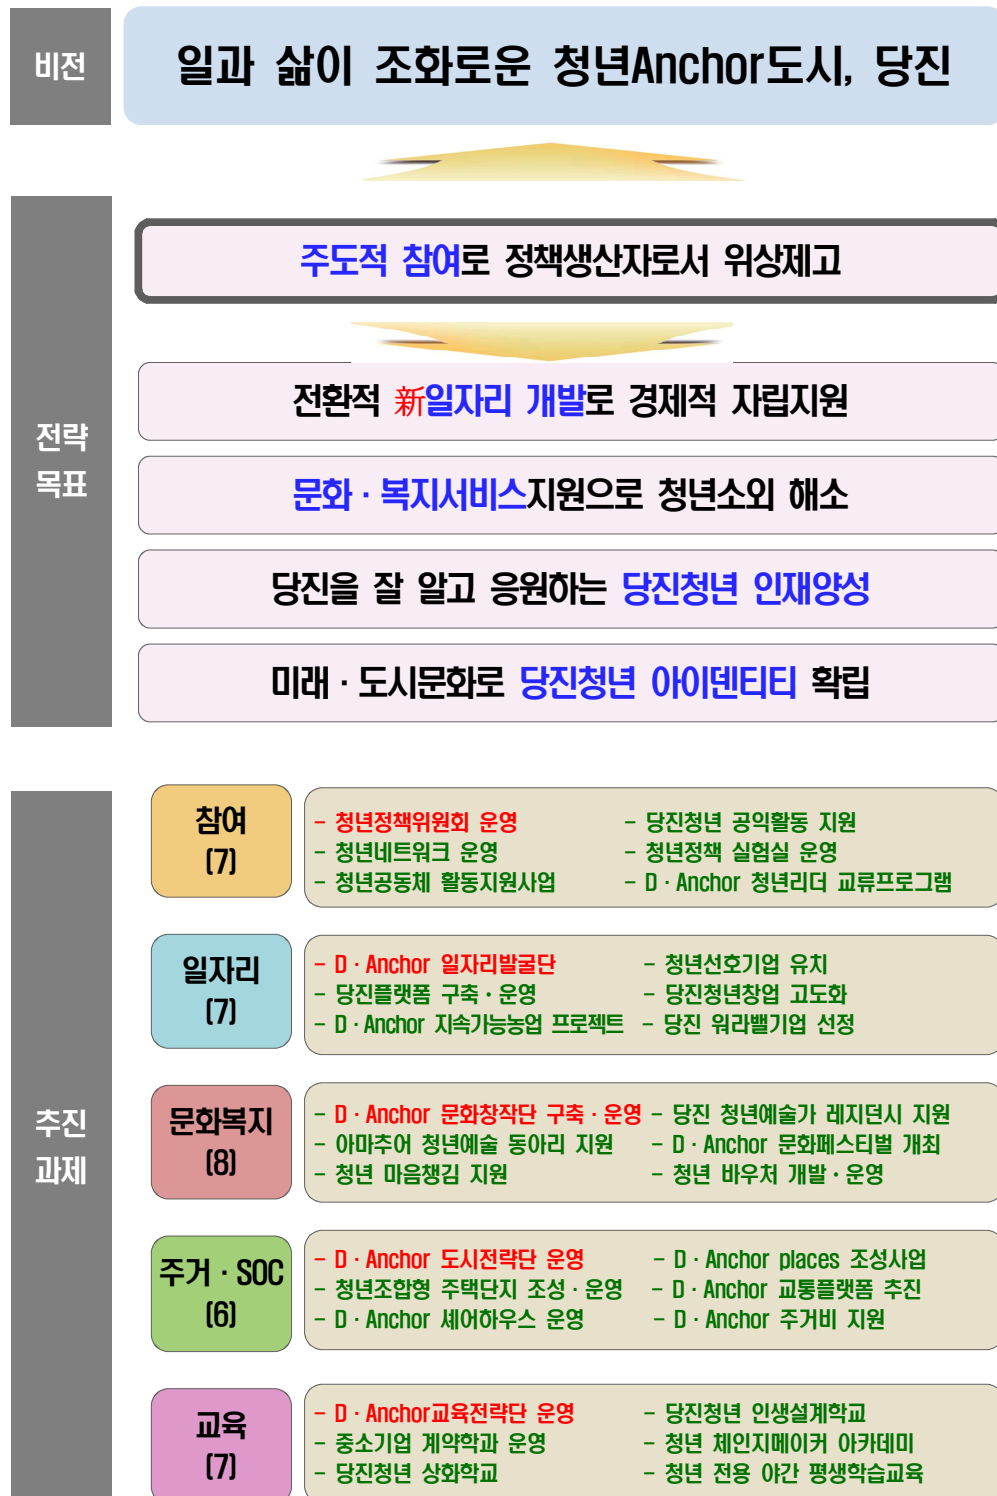 비전
일과 삶이 조화로운 청년Anchor도시, 당진
전략
목표
주도적 참여로 정책생산자로서 위상제고
전환적 新일자리 개발로 경제적 자립지원
문화 · 복지서비스지원으로 청년소외 해소
당진을 잘 알고 응원하는 당진청년 인재양성
미래 · 도시문화로 당진청년 아이덴티티 확립
추진
과제
참여
(7)
- 청년정책위원회 운영
- 당진청년 공익활동 지원
- 청년네트워크 운영
- 청년정책 실험실 운영
- 청년공동체 활동지원사업
- D · Anchor 청년리더 교류프로그램
일자리
(7)
- D · Anchor 일자리발굴단
- 청년선호기업 유치
- 당진플랫폼 구축 · 운영
- 당진청년창업 고도화
- D · Anchor 지속가능농업 프로젝트
- 당진 워라밸기업 선정
문화복지
(8)
- D · Anchor 문화창작단 구축 · 운영
- 당진 청년예술가 레지던시 지원
- 아마추어 청년예술 동아리 지원
- D · Anchor 문화페스티벌 개최
- 청년 마음챙김 지원
- 청년 바우처 개발 · 운영
주거 · SOC
(6)
- D · Anchor 도시전략단 운영
- D · Anchor places 조성사업
- 청년조합형 주택단지 조성 · 운영
- D · Anchor 교통플랫폼 추진
- D · Anchor 셰어하우스 운영
- D · Anchor 주거비 지원
교육
(7)
- D · Anchor교육전략단 운영
- 당진청년 인생설계학교
- 중소기업 계약학과 운영
- 청년 체인지메이커 아카데미
- 당진청년 상화학교
- 청년 전용 야간 평생학습교육